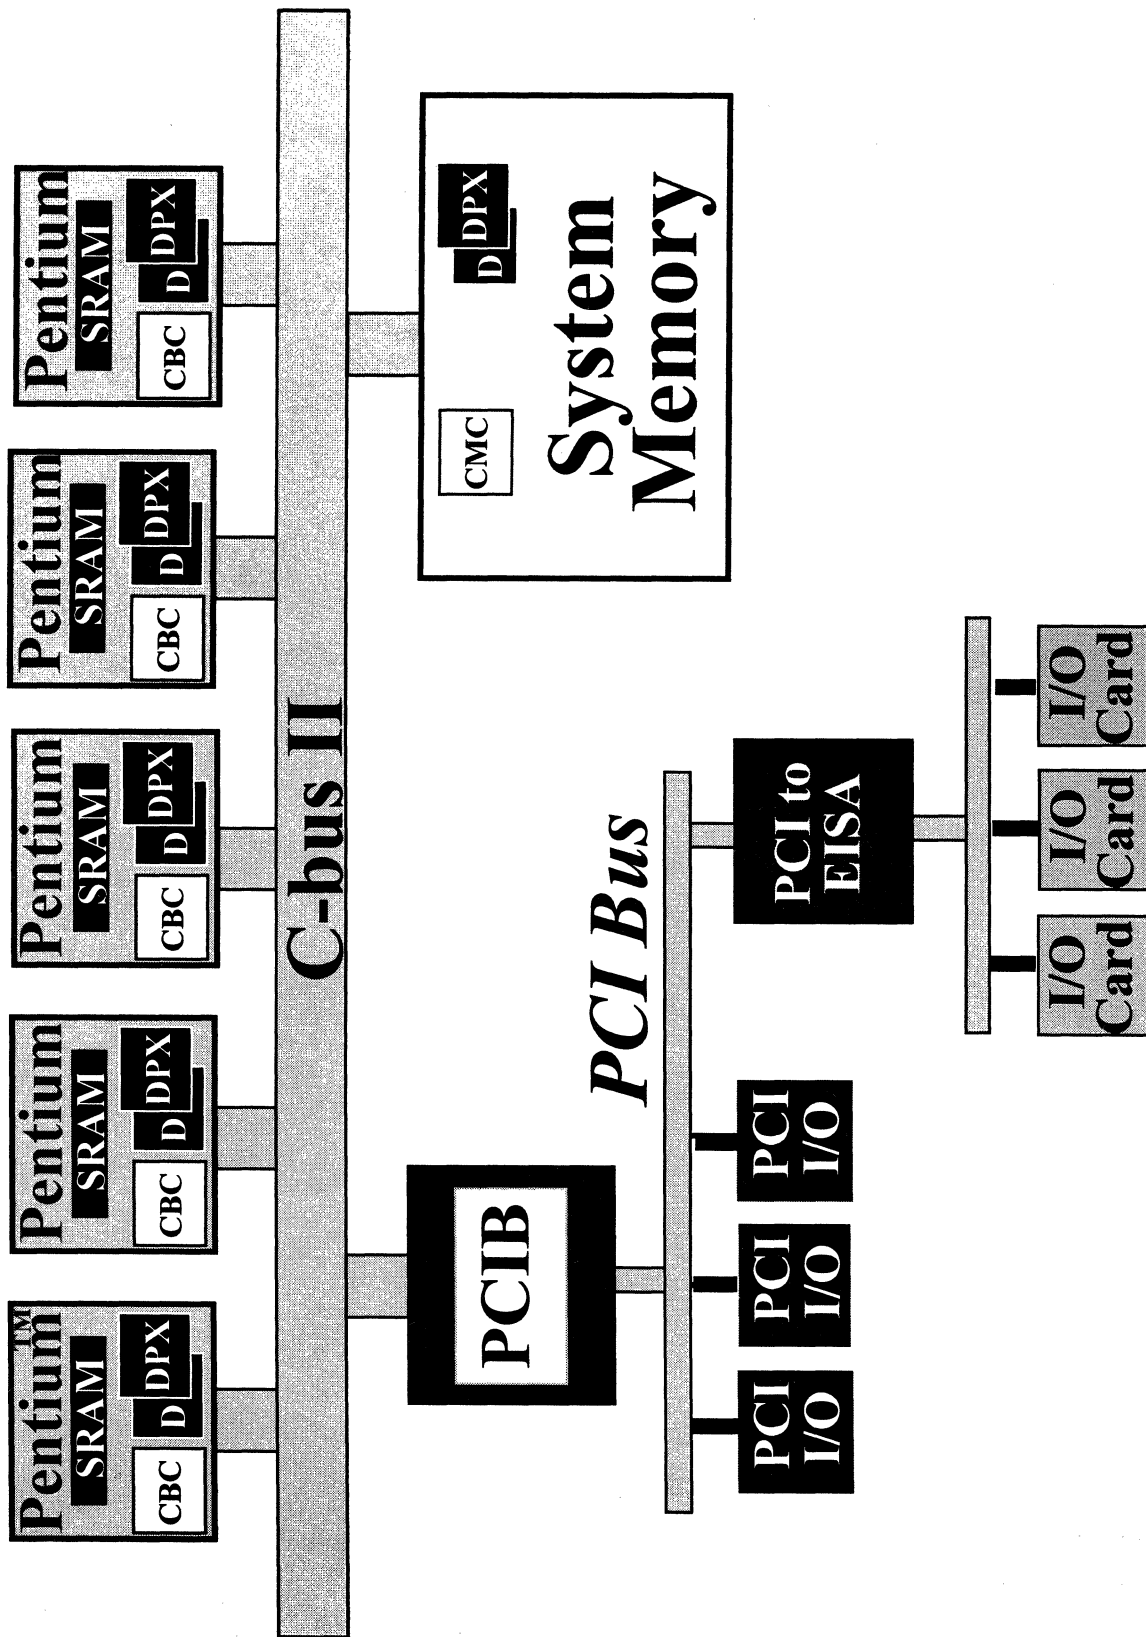 Pentium™
SRAM
CBC
D
DPX
Pentium
SRAM
CBC
D
DPX
Pentium
SRAM
CBC
D
DPX
Pentium
SRAM
CBC
D
DPX
Pentium
SRAM
CBC
D
DPX
C-bus II
PCIB
CMC
D
DPX
System
Memory
PCI Bus
PCI
I/O
PCI
I/O
PCI
I/O
PCI to
EISA
I/O
Card
I/O
Card
I/O
Card